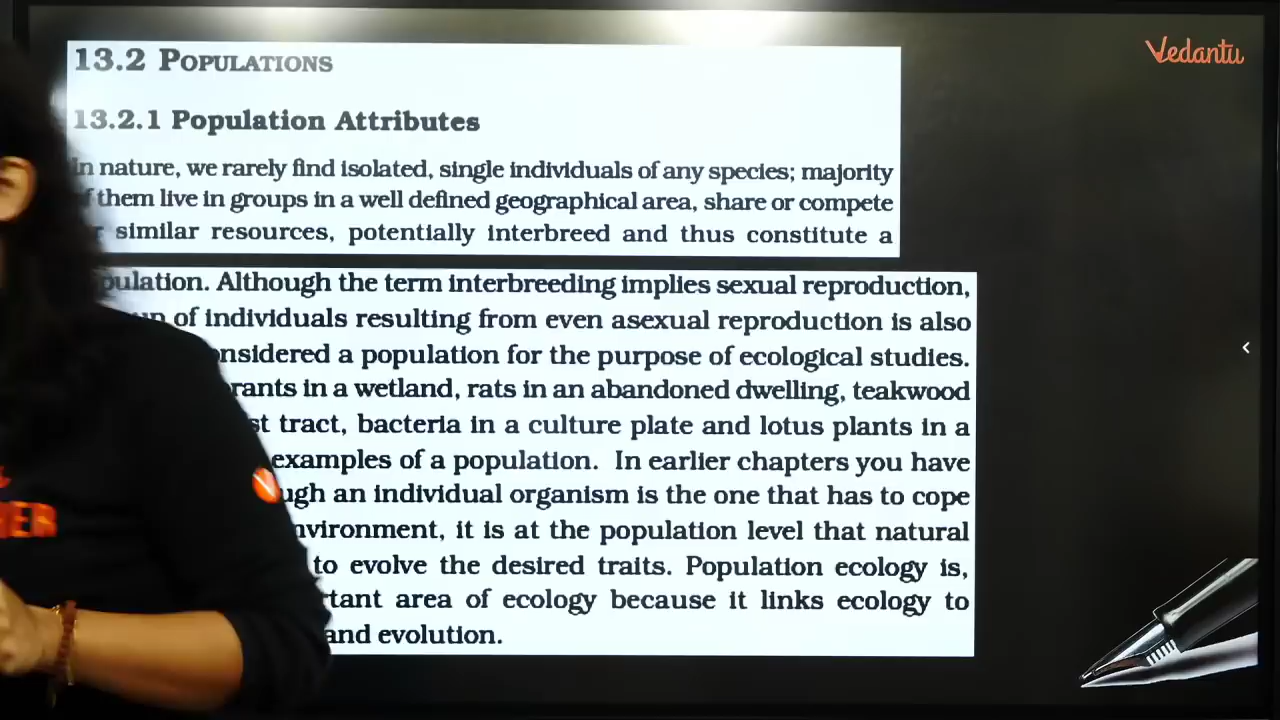 Vedantu
13.2 POPULATIONS
13.2.1 Population Attributes
In nature, we rarely find isolated, single individuals of any species; majority
them live in groups in a well defined geographical area, share or compete
similar resources, potentially interbreed and thus constitute a
pulation. Although the term interbreeding implies sexual reproduction,
of individuals resulting from even asexual reproduction is also
nsidered a population for the purpose of ecological studies.
rants in a wetland, rats in an abandoned dwelling, teakwood
st tract, bacteria in a culture plate and lotus plants in a
examples of a population. In earlier chapters you have
ugh an individual organism is the one that has to cope
nvironment, it is at the population level that natural
to evolve the desired traits. Population ecology is,
tant area of ecology because it links ecology to
and evolution.
ER